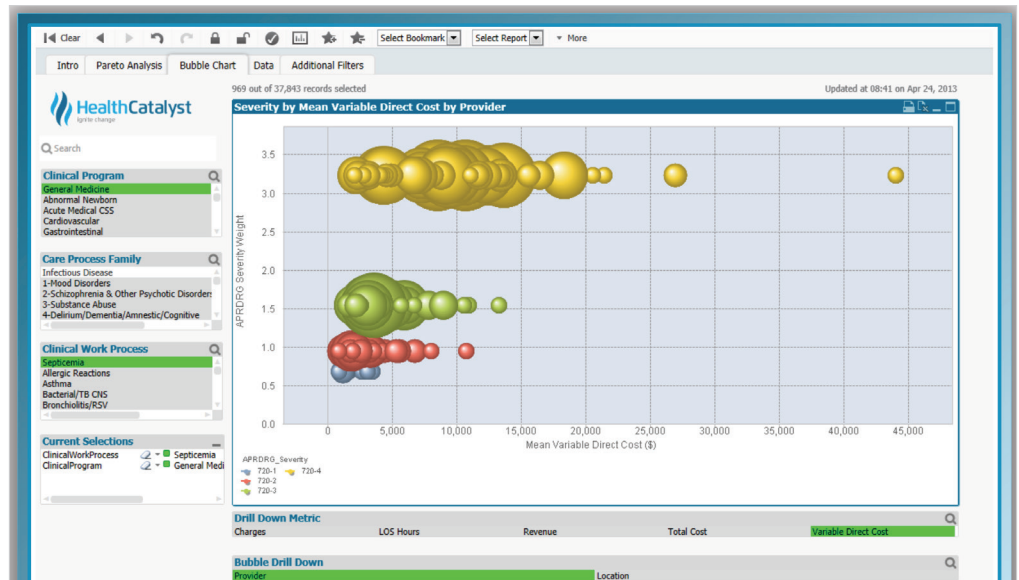 Clear Select Bookmark Select Report More
Intro Pareto Analysis Bubble Chart Data Additional Filters
969 out of 37,843 records selected Updated at 08:41 on Apr 24, 2013
HealthCatalyst
ignite change
Search
Clinical Program
General Medicine
Abnormal Newborn
Acute Medical CSS
Cardiovascular
Gastrointestinal
Care Process Family
Infectious Disease
1-Mood Disorders
2-Schizophrenia & Other Psychotic Disorders
3-Substance Abuse
4-Delirium/Dementia/Amnestic/Cognitive
Clinical Work Process
Septicemia
Allergic Reactions
Asthma
Bacterial/TB CNS
Bronchiolitis/RSV
Current Selections
ClinicalWorkProcess Septicemia
ClinicalProgram General Medi
Severity by Mean Variable Direct Cost by Provider
APRDRG Severity Weight
3.5
3.0
2.5
2.0
1.5
1.0
0.5
0.0
0 5,000 10,000 15,000 20,000 25,000 30,000 35,000 40,000 45,000
Mean Variable Direct Cost ($)
APRDRG_Severity
720-1 720-4
720-2
720-3
Drill Down Metric
Charges LOS Hours Revenue Total Cost Variable Direct Cost
Bubble Drill Down
Provider Location